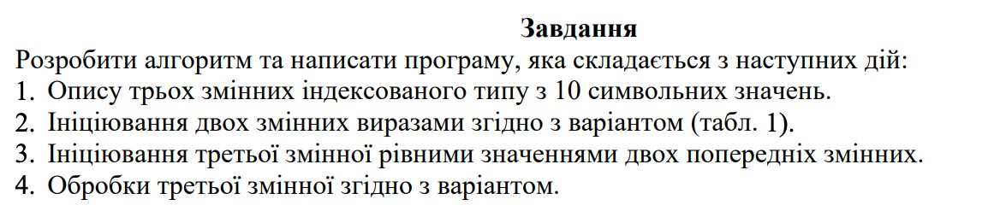 Завдання
Розробити алгоритм та написати програму, яка складається з наступних дій:
1. Опису трьох змінних індексованого типу з 10 символьних значень.
2. Ініціювання двох змінних виразами згідно з варіантом (табл. 1).
3. Ініціювання третьої змінної рівними значеннями двох попередніх змінних.
4. Обробки третьої змінної згідно з варіантом.